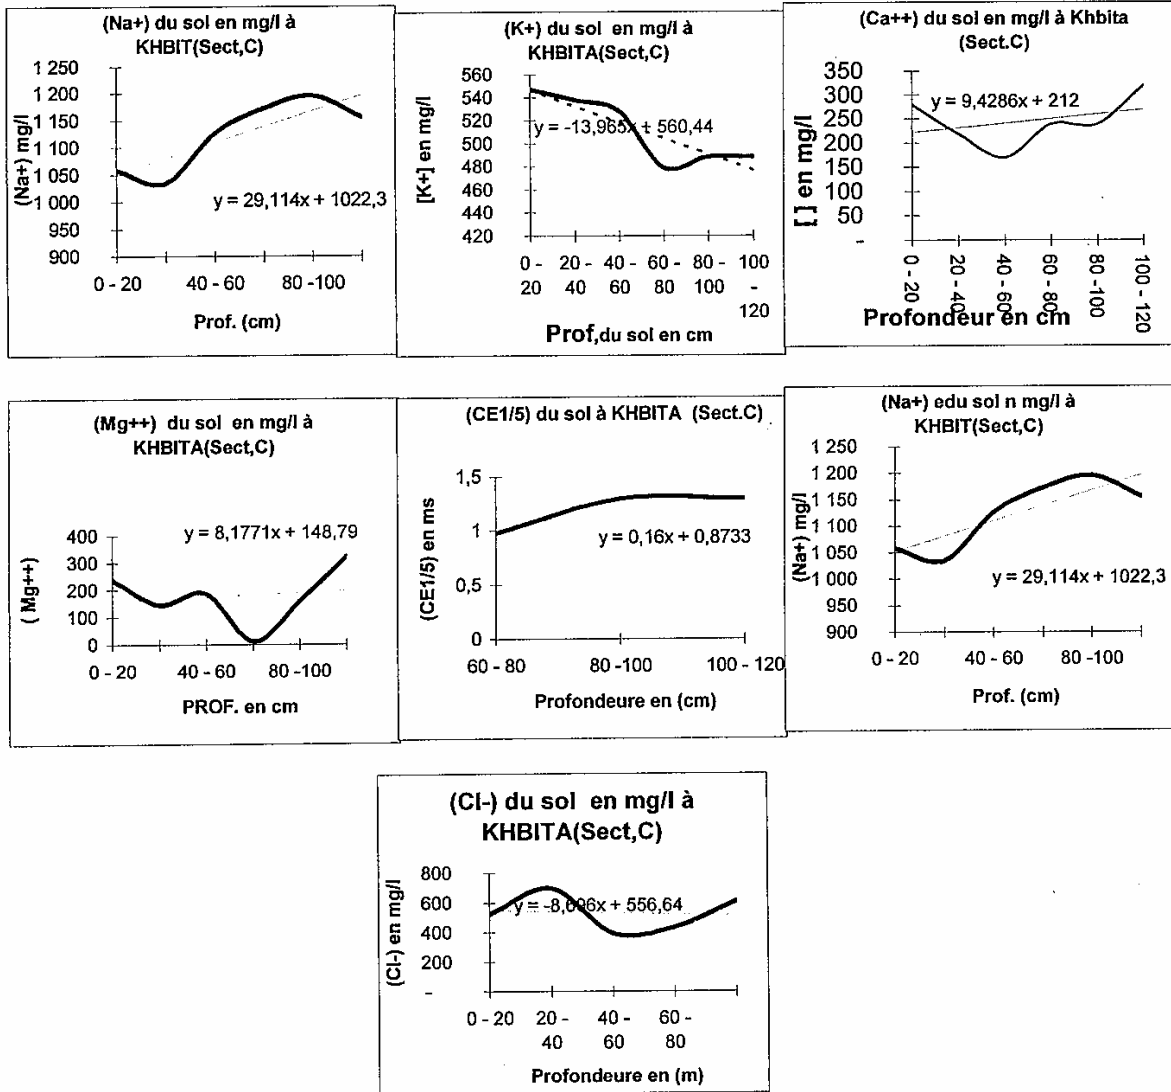 (Na+) du sol en mg/l à
KHBIT(Sect,C)
1 250
1 200
1 150
1 100
1 050
1 000
950
900
(Na+) mg/l
y = 29,114x + 1022,3
0 - 20
40 - 60
80 -100
Prof. (cm)
(K+) du sol en mg/l à
KHBITA(Sect,C)
560
540
520
500
480
460
440
420
[K+] en mg/l
y = -13,965x + 560,44
0 - 20
20 - 40
40 - 60
60 - 80
80 - 100
100 - 120
Prof,du sol en cm
(Ca++) du sol en mg/l à Khbita
(Sect.C)
350
300
250
200
150
100
50
-
[ ] en mg/l
y = 9,4286x + 212
0 - 20
20 - 40
40 - 60
60 - 80
80 -100
100 - 120
Profondeur en cm
(Mg++) du sol en mg/l à
KHBITA(Sect,C)
y = 8,1771x + 148,79
400
300
200
100
0
( Mg++)
0 - 20
40 - 60
80 -100
PROF. en cm
(CE1/5) du sol à KHBITA (Sect.C)
1,5
1
0,5
0
(CE1/5) en ms
y = 0,16x + 0,8733
60 - 80
80 -100
100 - 120
Profondeure en (cm)
(Na+) edu sol n mg/l à
KHBIT(Sect,C)
1 250
1 200
1 150
1 100
1 050
1 000
950
900
(Na+) mg/l
y = 29,114x + 1022,3
0 - 20
40 - 60
80 -100
Prof. (cm)
(Cl-) du sol en mg/l à
KHBITA(Sect,C)
800
600
400
200
-
(Cl-) en mg/l
y = -8,696x + 556,64
0 - 20
20 - 40
40 - 60
60 - 80
Profondeure en (m)